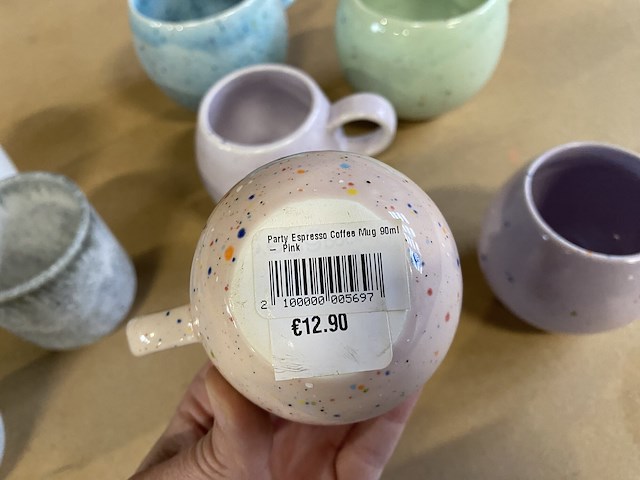 Party Espresso Coffee Mug 90ml
— Pink
2 100000 005697
€12.90